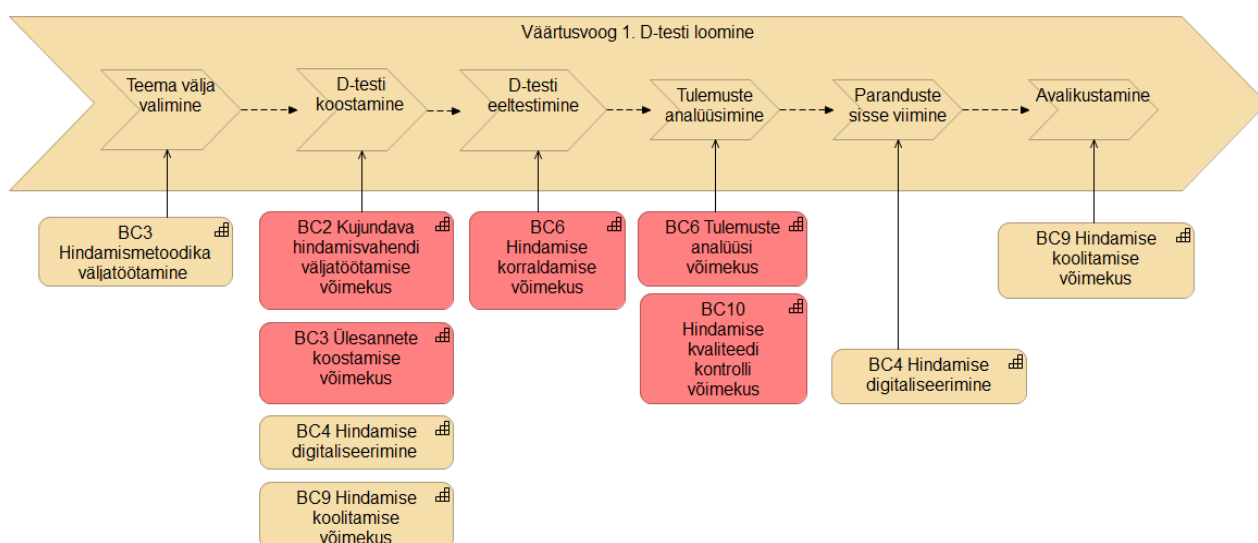 Väärtusvoog 1. D-testi loomine
Teema välja
valimine
D-testi
koostamine
D-testi
eeltestimine
Tulemuste
analüüsimine
Paranduste
sisse viimine
Avalikustamine
BC3
Hindamismetoodika
väljatöötamine
BC2 Kujundava
hindamisvahendi
väljatöötamise
võimekus
BC3 Ülesannete
koostamise
võimekus
BC4 Hindamise
digitaliseerimine
BC9 Hindamise
koolitamise
võimekus
BC6
Hindamise
korraldamise
võimekus
BC6 Tulemuste
analüüsi
võimekus
BC10
Hindamise
kvaliteedi
kontrolli
võimekus
BC4 Hindamise
digitaliseerimine
BC9 Hindamise
koolitamise
võimekus